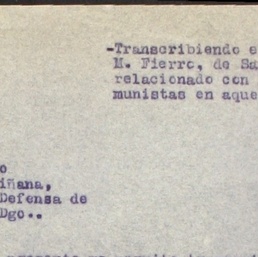 -Transcribiendo e
M. Fierro, de Sa
relacionado con
munistas en aque
o
iñana,
Defensa de
Dgo..